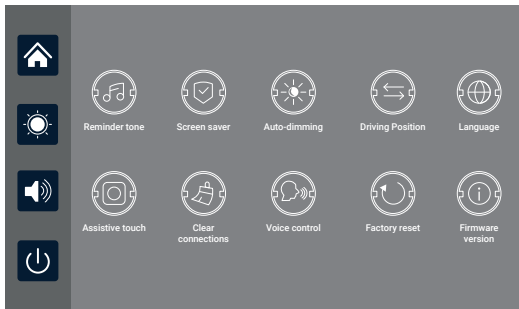 Reminder tone
Screen saver
Auto-dimming
Driving Position
Language
Assistive touch
Clear
connections
Voice control
Factory reset
Firmware
version